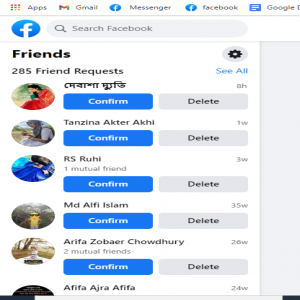 Apps Gmail Messenger facebook Google D
Search Facebook
Friends
285 Friend Requests See All
দেবাশা দ্যুতি 8h
Confirm Delete
Tanzina Akter Akhi 1w
Confirm Delete
RS Ruhi 3w
1 mutual friend
Confirm Delete
Md Alfi Islam 35w
Confirm Delete
Arifa Zobaer Chowdhury 26w
2 mutual friends
Confirm Delete
Afifa Ajra Afifa 24w